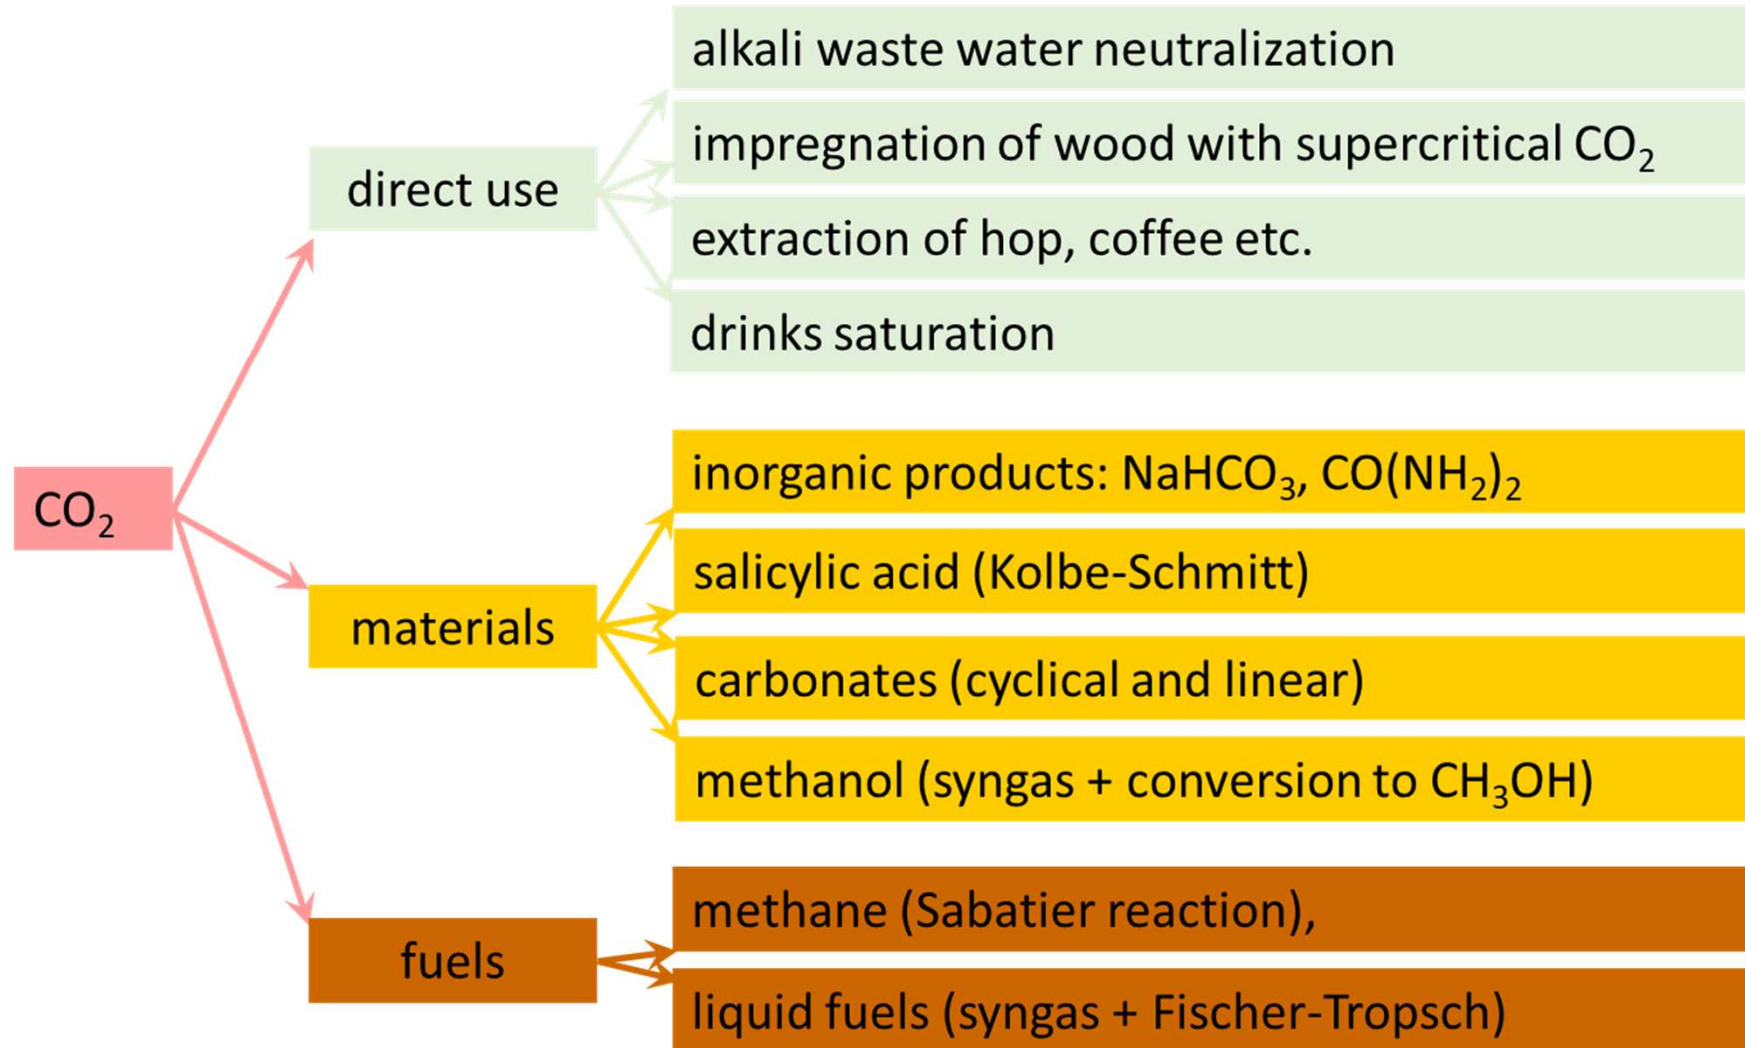 alkali waste water neutralization
impregnation of wood with supercritical CO₂
direct use
extraction of hop, coffee etc.
drinks saturation
inorganic products: NaHCO₃, CO(NH₂)₂
CO₂
salicylic acid (Kolbe-Schmitt)
materials
carbonates (cyclical and linear)
methanol (syngas + conversion to CH₃OH)
methane (Sabatier reaction),
fuels
liquid fuels (syngas + Fischer-Tropsch)